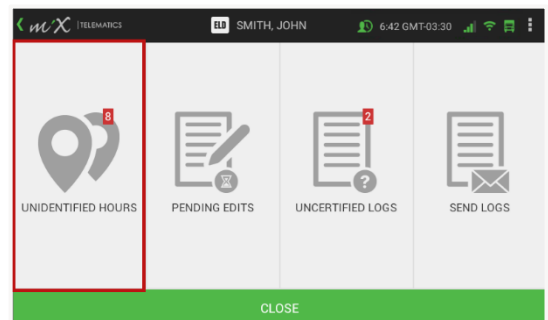 miX | TELEMATICS ELD SMITH, JOHN 6:42 GMT-03:30
8
2
?
UNIDENTIFIED HOURS PENDING EDITS UNCERTIFIED LOGS SEND LOGS
CLOSE